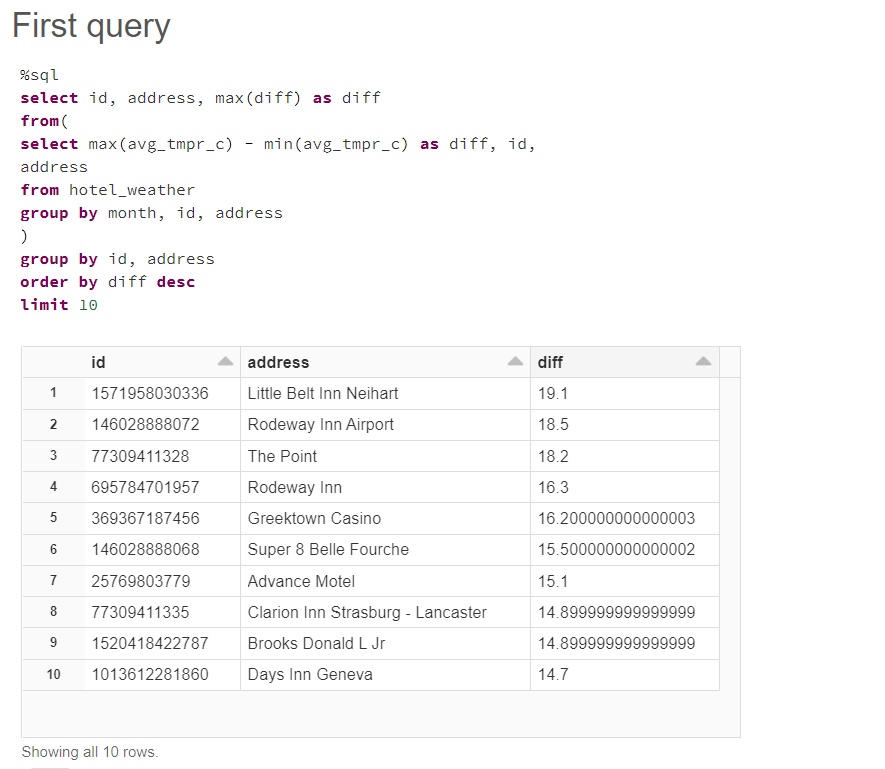 First query
%sql
select id, address, max(diff) as diff
from(
select max(avg_tmpr_c) - min(avg_tmpr_c) as diff, id,
address
from hotel_weather
group by month, id, address
)
group by id, address
order by diff desc
limit 10
id address diff
1 1571958030336 Little Belt Inn Neihart 19.1
2 146028888072 Rodeway Inn Airport 18.5
3 77309411328 The Point 18.2
4 695784701957 Rodeway Inn 16.3
5 369367187456 Greektown Casino 16.200000000000003
6 146028888068 Super 8 Belle Fourche 15.500000000000002
7 25769803779 Advance Motel 15.1
8 77309411335 Clarion Inn Strasburg - Lancaster 14.899999999999999
9 1520418422787 Brooks Donald L Jr 14.899999999999999
10 1013612281860 Days Inn Geneva 14.7
Showing all 10 rows.